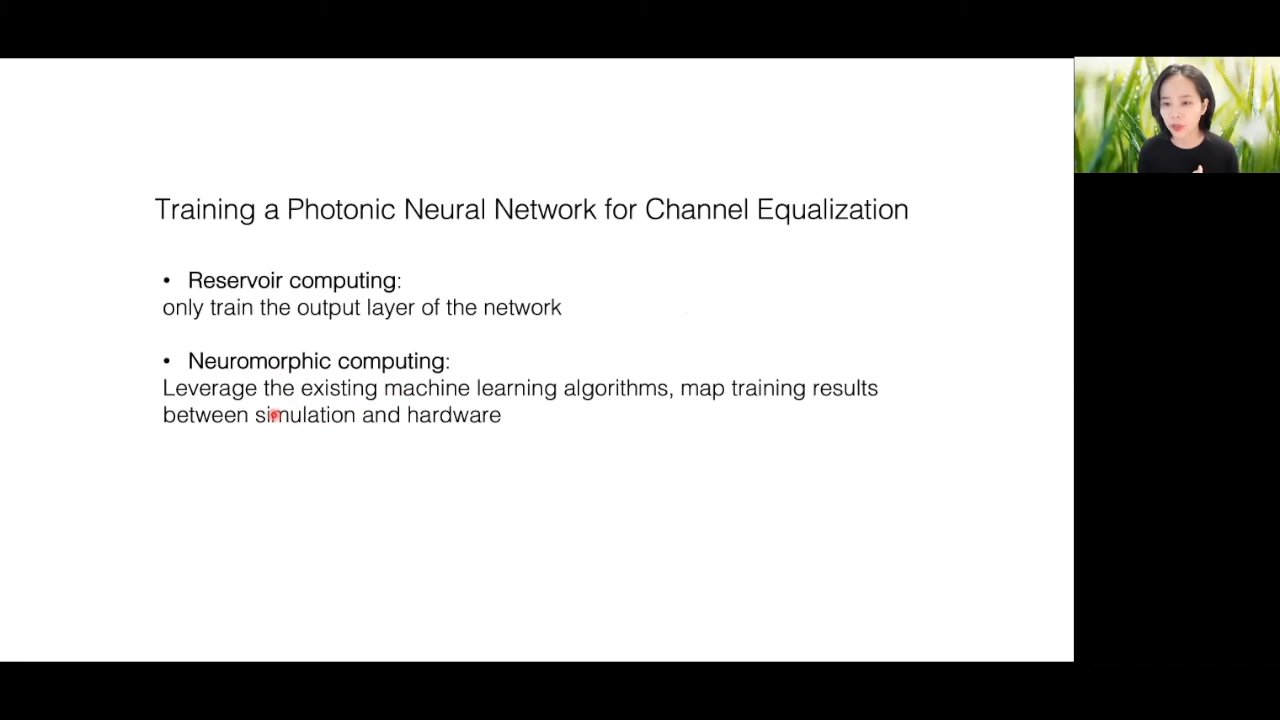 Training a Photonic Neural Network for Channel Equalization
• Reservoir computing:
only train the output layer of the network
• Neuromorphic computing:
Leverage the existing machine learning algorithms, map training results
between simulation and hardware